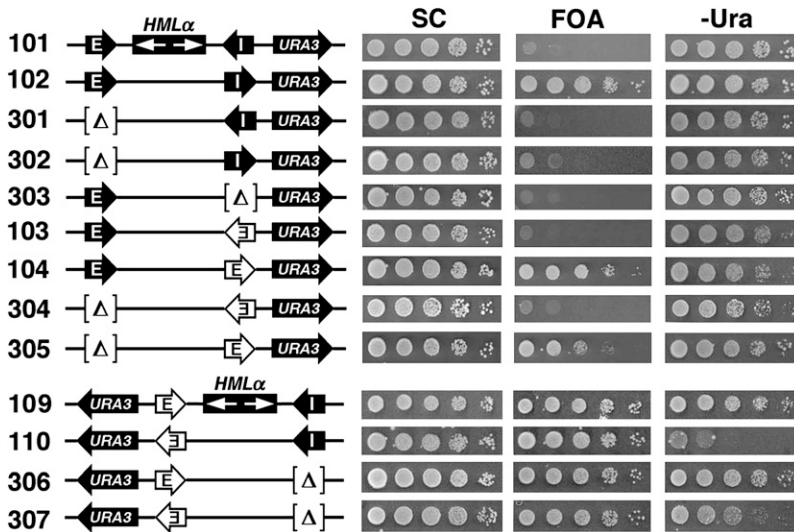 SC FOA -Ura
HMLα
101 E I URA3
102 E I URA3
301 [Δ] I URA3
302 [Δ] I URA3
303 E [Δ] URA3
103 E E URA3
104 E E URA3
304 [Δ] E URA3
305 [Δ] E URA3
HMLα
109 URA3 E I
110 URA3 E I
306 URA3 E [Δ]
307 URA3 E [Δ]